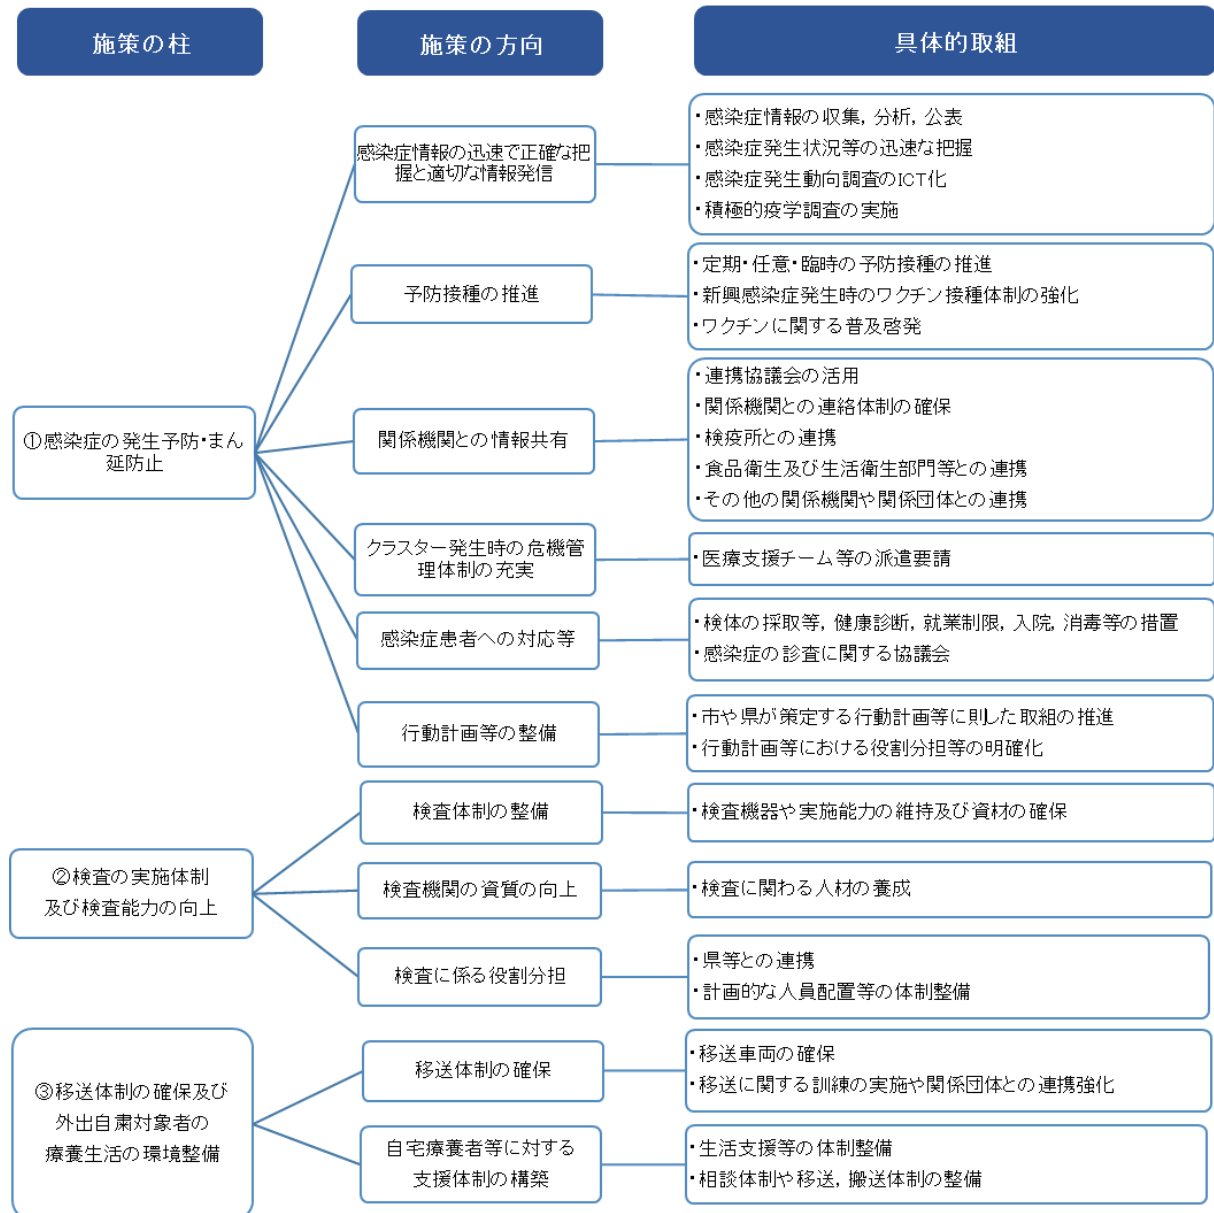 施策の柱
施策の方向
具体的取組
①感染症の発生予防・まん
延防止
感染症情報の迅速で正確な把
握と適切な情報発信
・感染症情報の収集, 分析, 公表
・感染症発生状況等の迅速な把握
・感染症発生動向調査のICT化
・積極的疫学調査の実施
予防接種の推進
・定期・任意・臨時の予防接種の推進
・新興感染症発生時のワクチン接種体制の強化
・ワクチンに関する普及啓発
関係機関との情報共有
・連携協議会の活用
・関係機関との連絡体制の確保
・検疫所との連携
・食品衛生及び生活衛生部門等との連携
・その他の関係機関や関係団体との連携
クラスター発生時の危機管
理体制の充実
・医療支援チーム等の派遣要請
感染症患者への対応等
・検体の採取等, 健康診断, 就業制限, 入院, 消毒等の措置
・感染症の診査に関する協議会
行動計画等の整備
・市や県が策定する行動計画等に則した取組の推進
・行動計画等における役割分担等の明確化
②検査の実施体制
及び検査能力の向上
検査体制の整備
・検査機器や実施能力の維持及び資材の確保
検査機関の資質の向上
・検査に関わる人材の養成
検査に係る役割分担
・県等との連携
・計画的な人員配置等の体制整備
③移送体制の確保及び
外出自粛対象者の
療養生活の環境整備
移送体制の確保
・移送車両の確保
・移送に関する訓練の実施や関係団体との連携強化
自宅療養者等に対する
支援体制の構築
・生活支援等の体制整備
・相談体制や移送, 搬送体制の整備